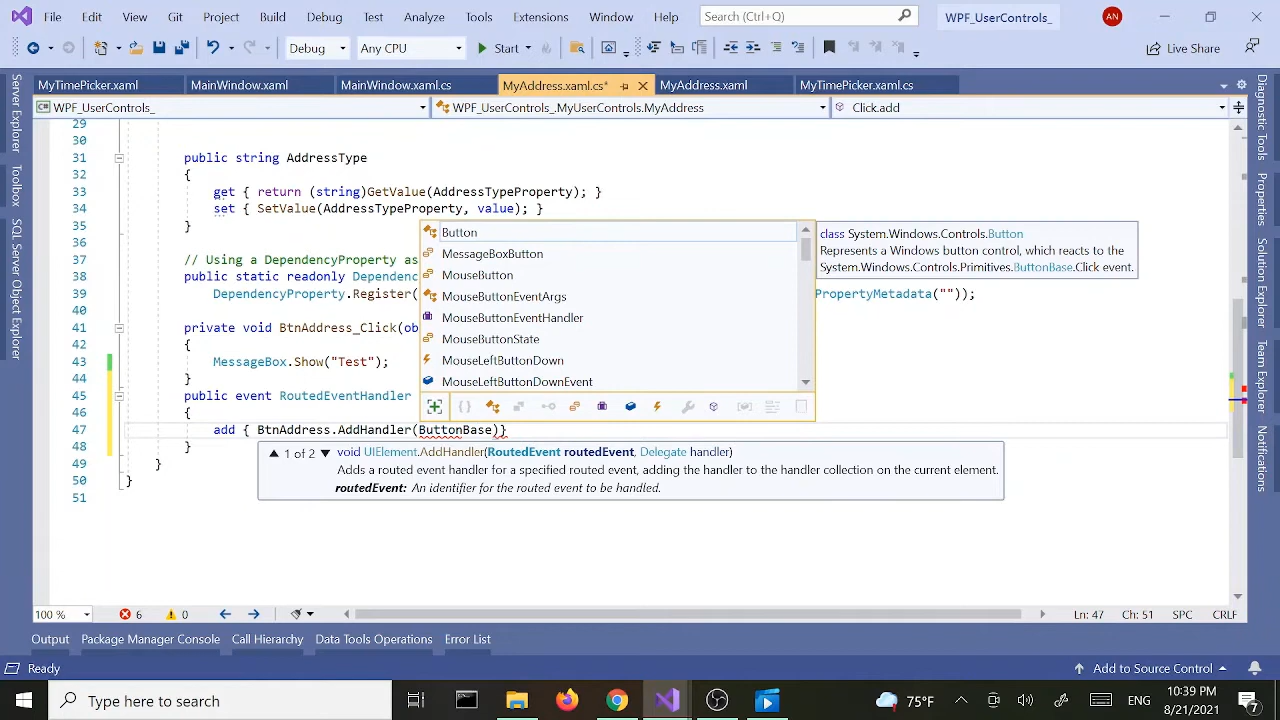 File Edit View Git Project Build Debug Test Analyze Tools Extensions Window Help Search (Ctrl+Q) WPF_UserControls_ AN
Debug Any CPU Start Live Share
MyTimePicker.xaml MainWindow.xaml MainWindow.xaml.cs MyAddress.xaml.cs* MyAddress.xaml MyTimePicker.xaml.cs
C# WPF_UserControls_ WPF_UserControls_.MyUserControls.MyAddress Click.add
Server Explorer
Toolbox
SQL Server Object Explorer
29
30
31 public string AddressType
32 {
33 get { return (string)GetValue(AddressTypeProperty); }
34 set { SetValue(AddressTypeProperty, value); }
35 }
36
37 // Using a DependencyProperty as
38 public static readonly Dependenc
39 DependencyProperty.Register( PropertyMetadata(""));
40
41 private void BtnAddress_Click(ob
42 {
43 MessageBox.Show("Test");
44 }
45 public event RoutedEventHandler
46 {
47 add { BtnAddress.AddHandler(ButtonBase)}
48 }
49 }
50 }
51
Button
MessageBoxButton
MouseButton
MouseButtonEventArgs
MouseButtonEventHandler
MouseButtonState
MouseLeftButtonDown
MouseLeftButtonDownEvent
class System.Windows.Controls.Button
Represents a Windows button control, which reacts to the
System.Windows.Controls.Primitives.ButtonBase.Click event.
1 of 2 void UIElement.AddHandler(RoutedEvent routedEvent, Delegate handler)
Adds a routed event handler for a specified routed event, adding the handler to the handler collection on the current element.
routedEvent: An identifier for the routed event to be handled.
Diagnostic Tools
Properties
Solution Explorer
Team Explorer
Notifications
100 % 6 0 Ln: 47 Ch: 51 SPC CRLF
Output Package Manager Console Call Hierarchy Data Tools Operations Error List
Ready Add to Source Control
Type here to search 75°F ENG 0:39 PM 8/21/2021 7